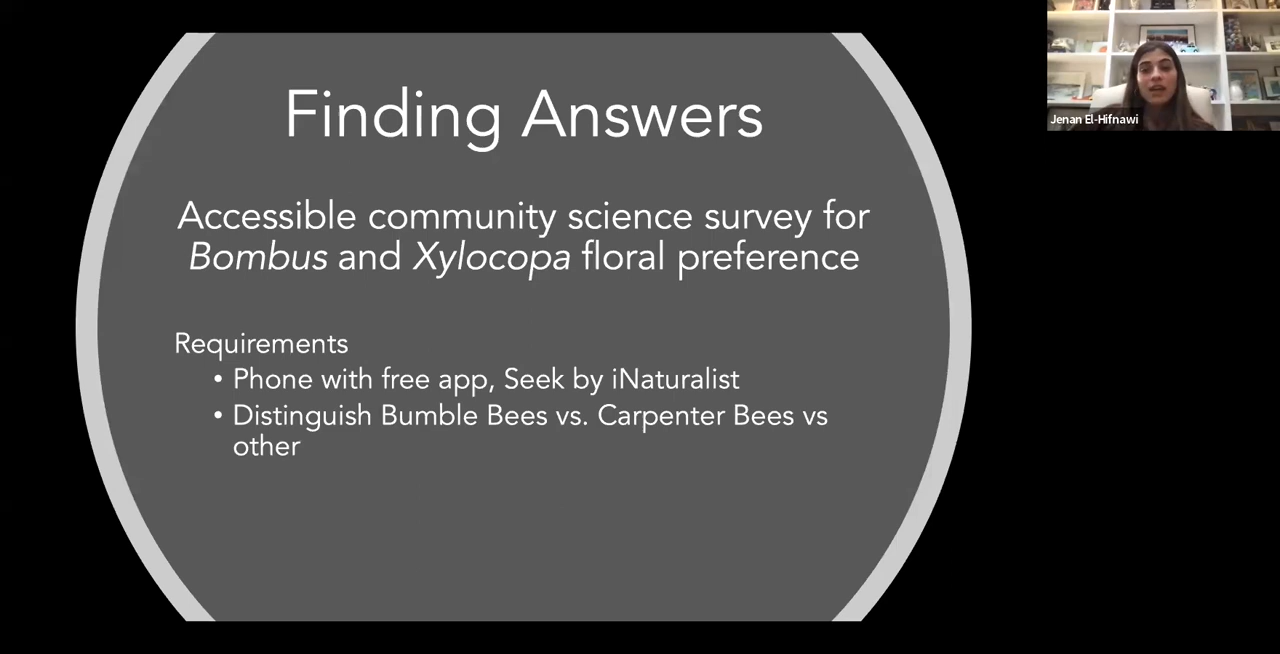 Finding Answers
Accessible community science survey for
Bombus and Xylocopa floral preference
Requirements
• Phone with free app, Seek by iNaturalist
• Distinguish Bumble Bees vs. Carpenter Bees vs
other
Jenan El-Hifnawi